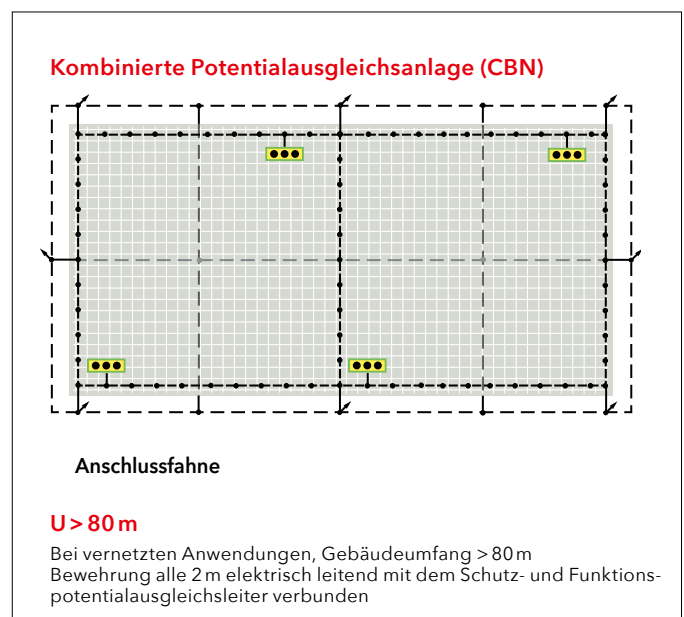 Kombinierte Potentialausgleichsanlage (CBN)
Anschlussfahne
U > 80 m
Bei vernetzten Anwendungen, Gebäudeumfang > 80 m
Bewehrung alle 2 m elektrisch leitend mit dem Schutz- und Funktions-
potentialausgleichsleiter verbunden